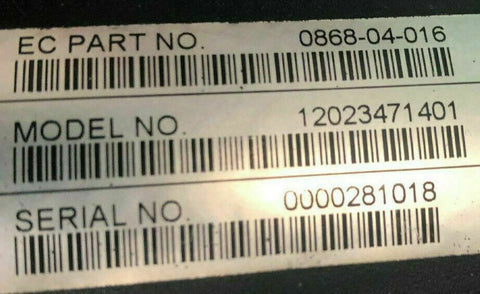 EC PART NO. 0868-04-016
MODEL NO. 12023471401
SERIAL NO. 0000281018